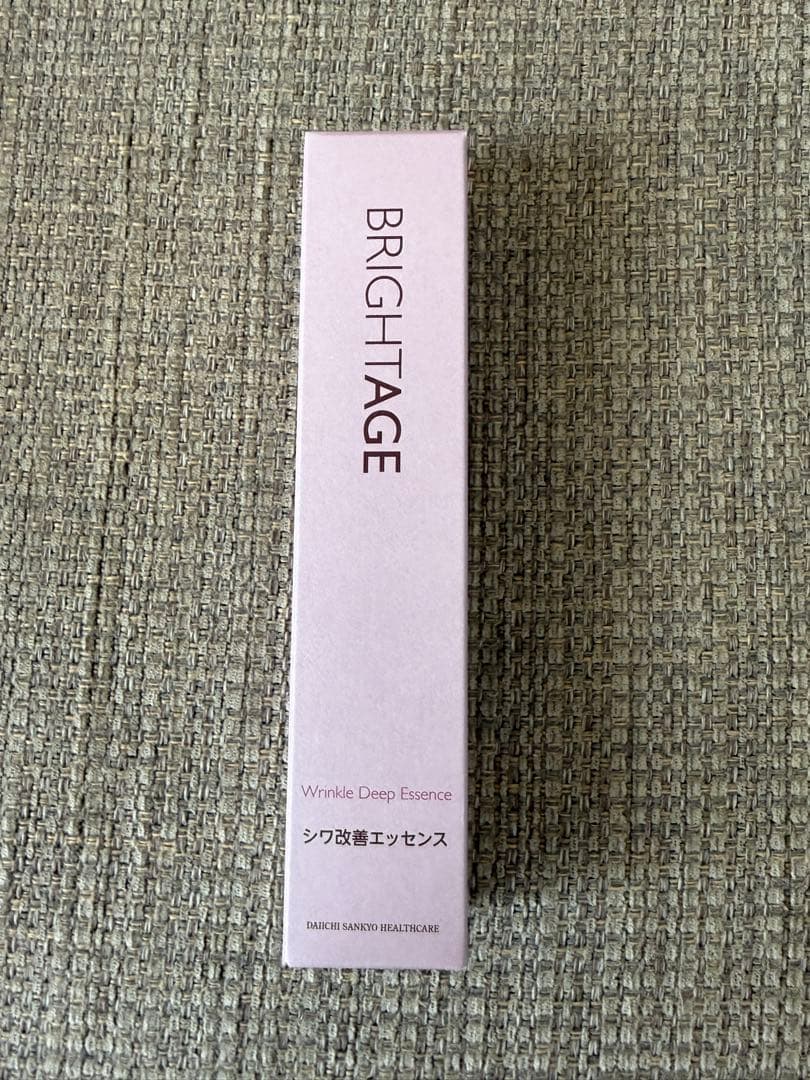 BRIGHTAGE
Wrinkle Deep Essence
シワ改善エッセンス
DAIICHI SANKYO HEALTHCARE